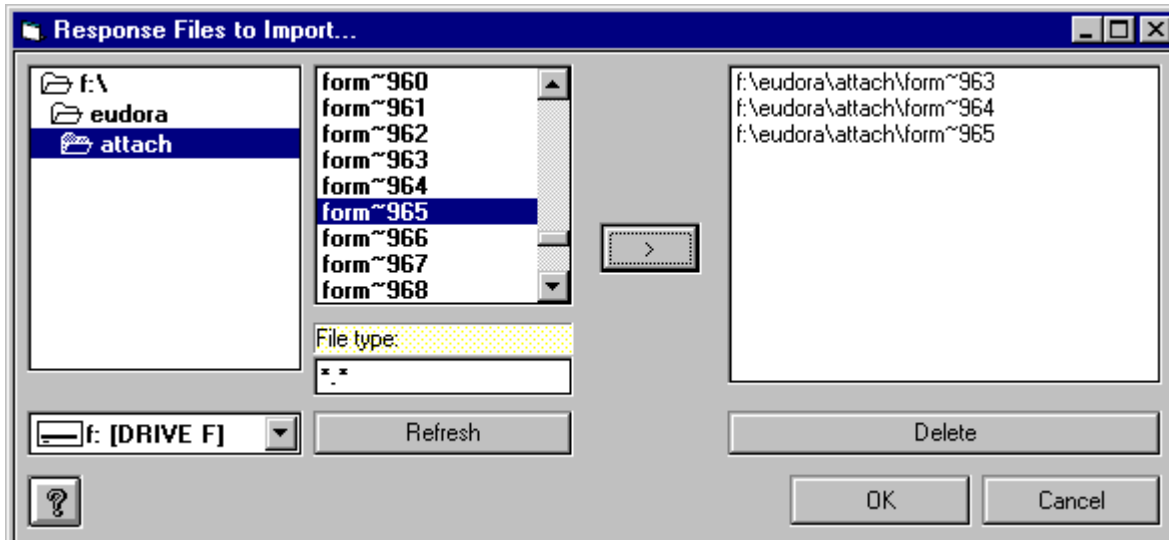 Response Files to Import...
f:\
eudora
attach
form~960
form~961
form~962
form~963
form~964
form~965
form~966
form~967
form~968
File type:
*.*
>
f:\eudora\attach\form~963
f:\eudora\attach\form~964
f:\eudora\attach\form~965
f: [DRIVE F]
Refresh
Delete
?
OK
Cancel